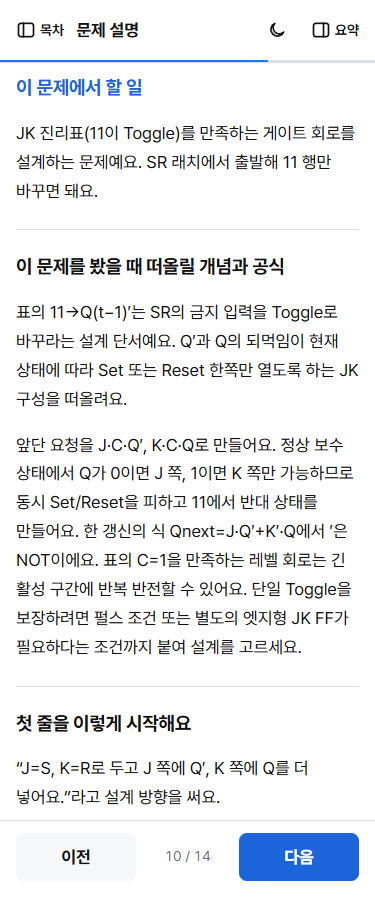 목차 문제 설명 요약
이 문제에서 할 일
JK 진리표(11이 Toggle)를 만족하는 게이트 회로를
설계하는 문제예요. SR 래치에서 출발해 11 행만
바꾸면 돼요.
이 문제를 봤을 때 떠올릴 개념과 공식
표의 11→Q(t−1)′는 SR의 금지 입력을 Toggle로
바꾸라는 설계 단서예요. Q′과 Q의 되먹임이 현재
상태에 따라 Set 또는 Reset 한쪽만 열도록 하는 JK
구성을 떠올려요.
앞단 요청을 J·C·Q′, K·C·Q로 만들어요. 정상 보수
상태에서 Q가 0이면 J 쪽, 1이면 K 쪽만 가능하므로
동시 Set/Reset을 피하고 11에서 반대 상태를
만들어요. 한 갱신의 식 Qnext=J·Q′+K′·Q에서 ′은
NOT이에요. 표의 C=1을 만족하는 레벨 회로는 긴
활성 구간에 반복 반전할 수 있어요. 단일 Toggle을
보장하려면 펄스 조건 또는 별도의 엣지형 JK FF가
필요하다는 조건까지 붙여 설계를 고르세요.
첫 줄을 이렇게 시작해요
“J=S, K=R로 두고 J 쪽에 Q′, K 쪽에 Q를 더
넣어요.”라고 설계 방향을 써요.
이전 10 / 14 다음